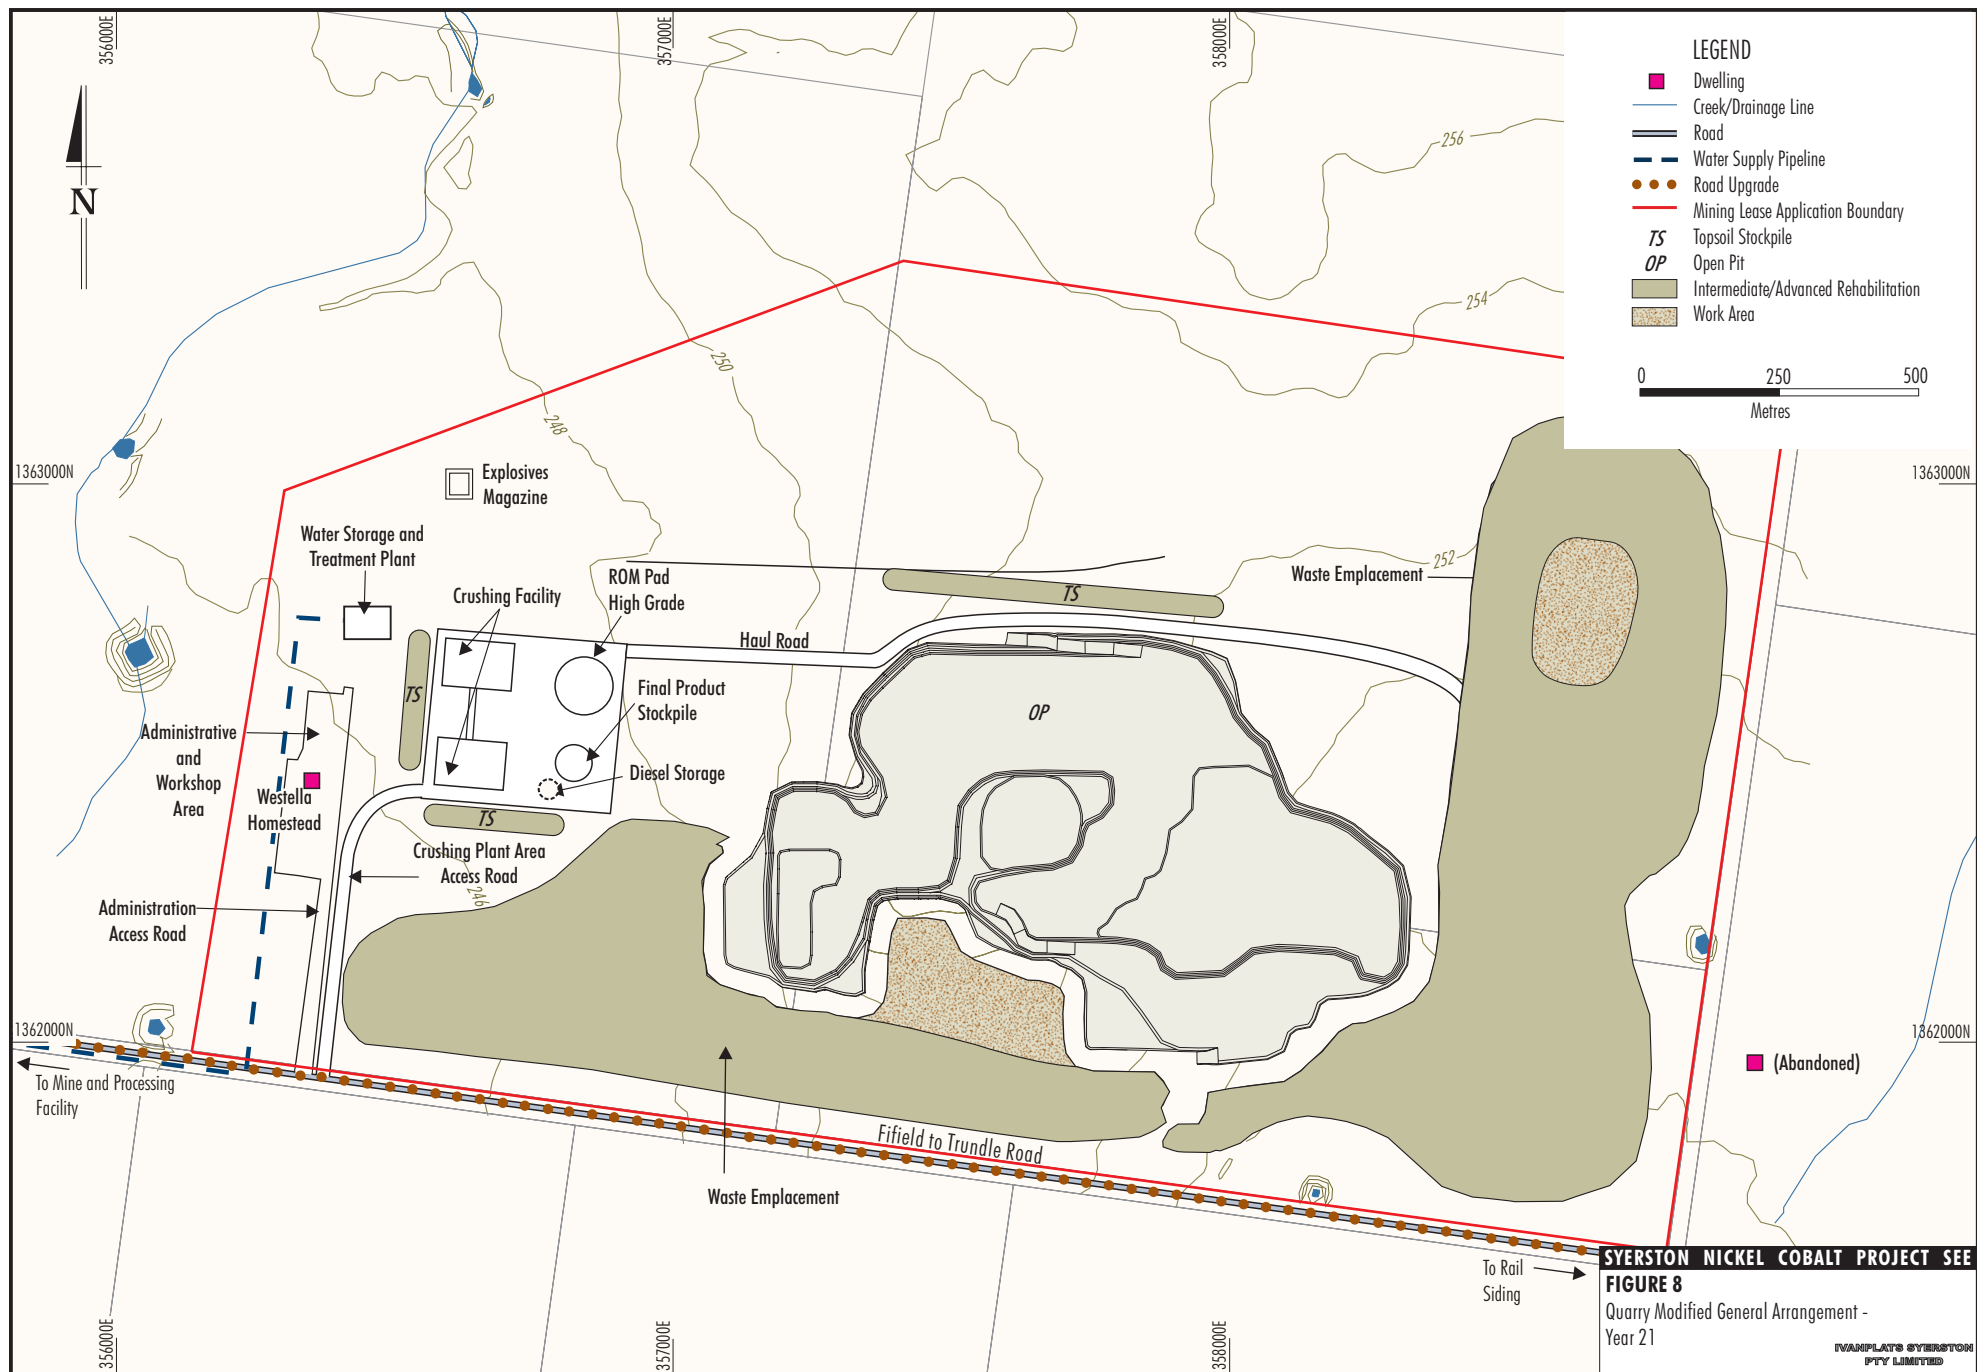 356000E
357000E
358000E
LEGEND
Dwelling
Creek/Drainage Line
Road
Water Supply Pipeline
Road Upgrade
Mining Lease Application Boundary
TS Topsoil Stockpile
OP Open Pit
Intermediate/Advanced Rehabilitation
Work Area
0 250 500
Metres
N
256
254
250
248
252
246
1363000N
1363000N
Explosives
Magazine
Water Storage and
Treatment Plant
Crushing Facility
ROM Pad
High Grade
Haul Road
TS
Waste Emplacement
TS
OP
Final Product
Stockpile
Diesel Storage
Administrative
and
Workshop
Area
Westella
Homestead
TS
Crushing Plant Area
Access Road
Administration
Access Road
1362000N
1362000N
To Mine and Processing
Facility
(Abandoned)
Fifield to Trundle Road
Waste Emplacement
To Rail
Siding
356000E
357000E
358000E
SYERSTON NICKEL COBALT PROJECT SEE
FIGURE 8
Quarry Modified General Arrangement -
Year 21
IVANPLATS SYERSTON
PTY LIMITED